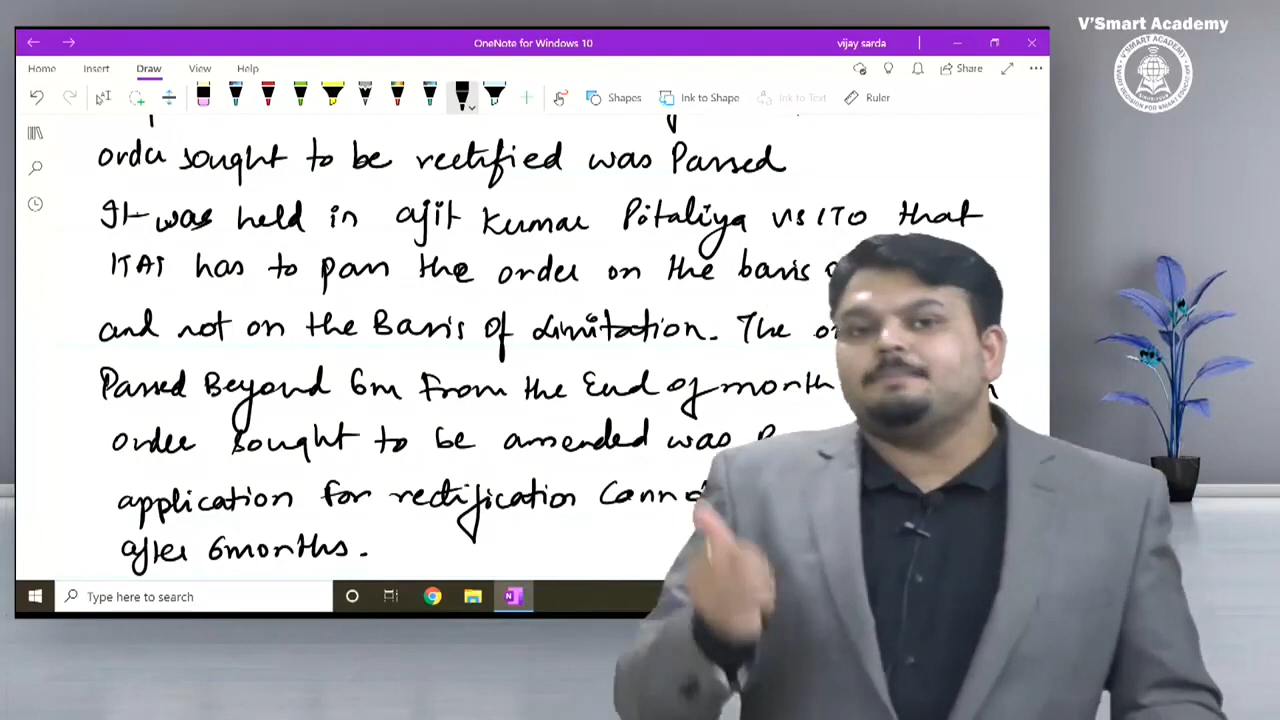 V'Smart Academy
OneNote for Windows 10
vijay sarda
Home Insert Draw View Help
Share
Shapes Ink to Shape Ink to Text Ruler
order sought to be rectified was Passed
It was held in ajit Kumar Pitaliya vs ITO that
ITAT has to pass the order on the basis
and not on the Basis of Limitation. The
Passed Beyond 6m from the End of month
order sought to be amended was
application for rectification
after 6months.
Type here to search